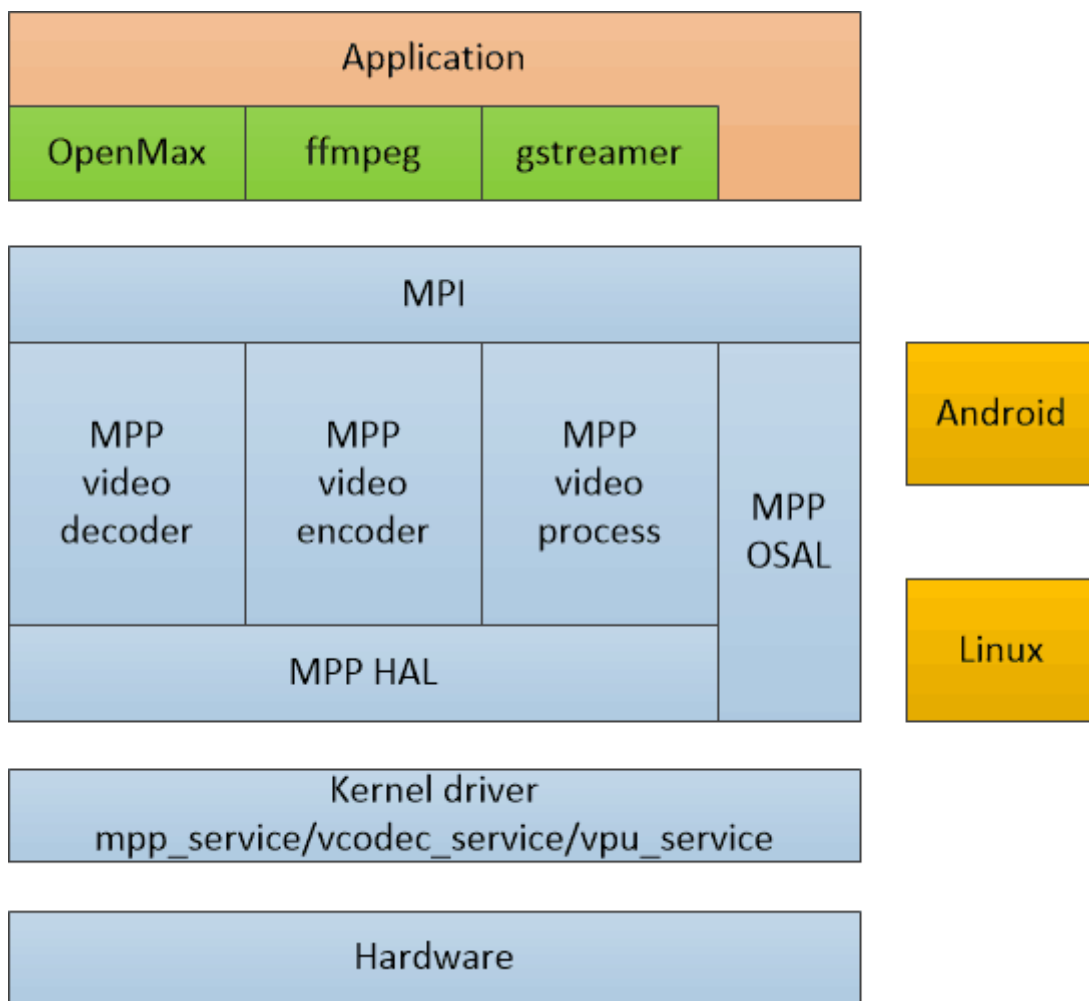 Application
OpenMax
ffmpeg
gstreamer
MPI
MPP
video
decoder
MPP
video
encoder
MPP
video
process
MPP
OSAL
MPP HAL
Android
Linux
Kernel driver
mpp_service/vcodec_service/vpu_service
Hardware